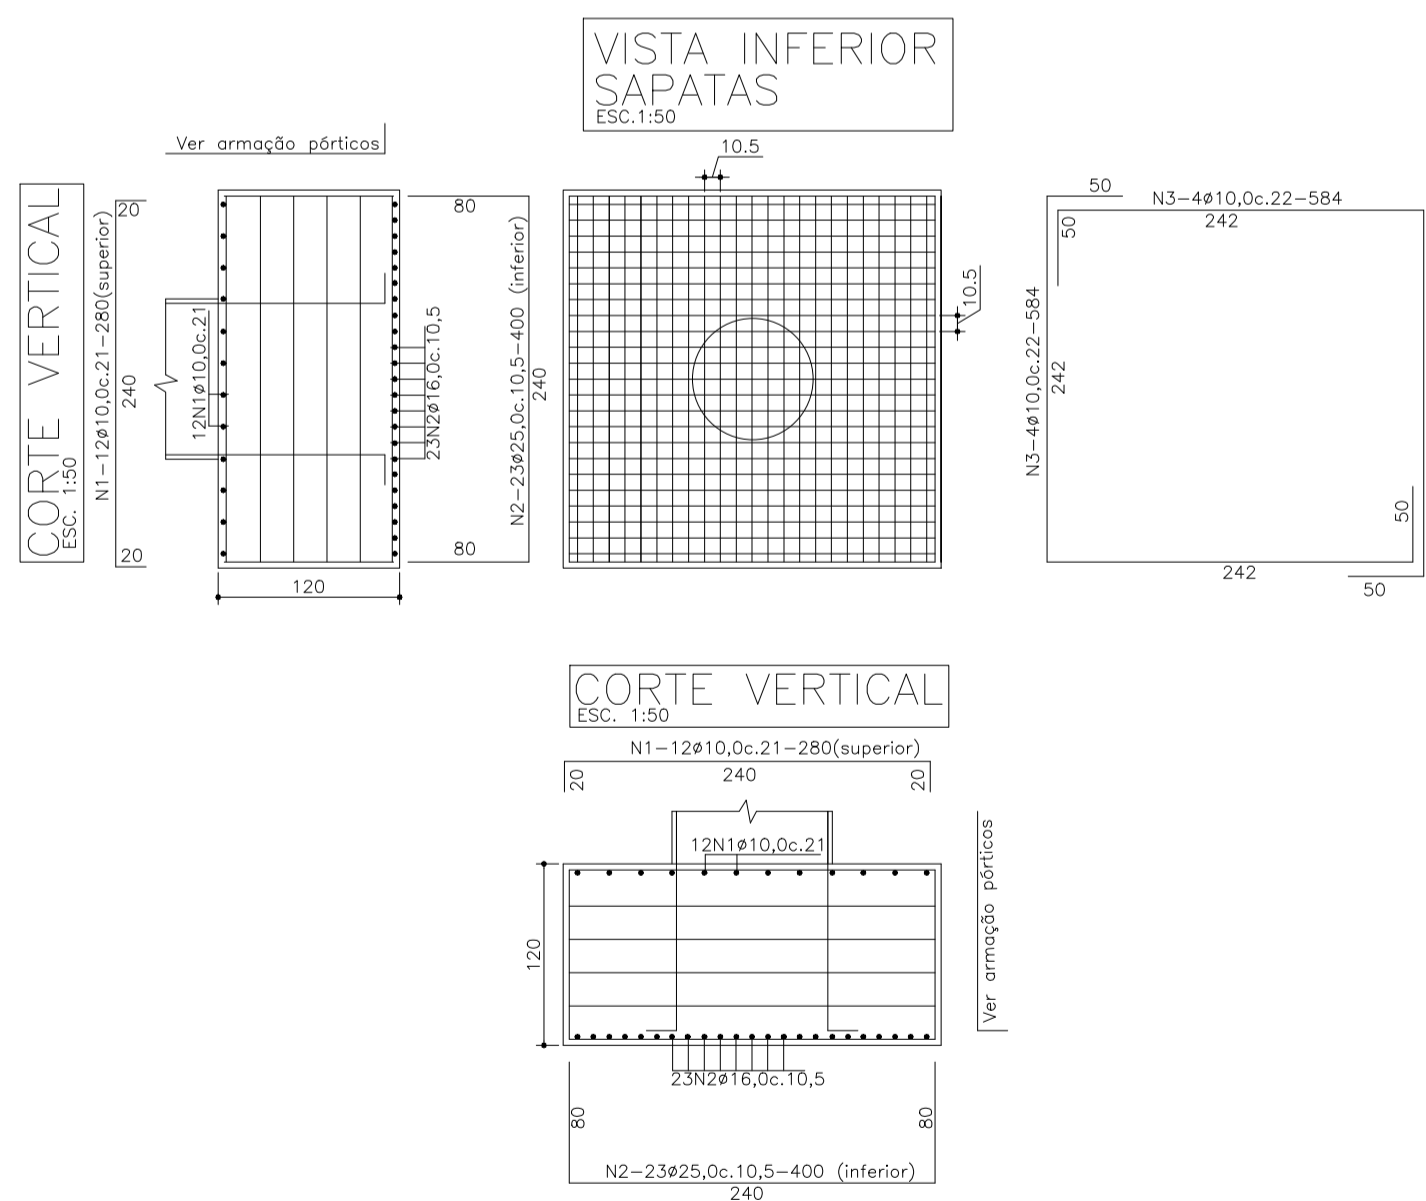 VISTA INFERIOR
SAPATAS
ESC.1:50
Ver armação pórticos
10.5
CORTE VERTICAL
ESC. 1:50
N1-12ø10,0c.21-280(superior)
20
240
20
12N1ø10,0c.21
23N2ø16,0c.10,5
120
80
N2-23ø25,0c.10,5-400 (inferior)
240
80
10.5
50
N3-4ø10,0c.22-584
242
50
N3-4ø10,0c.22-584
242
50
242
50
CORTE VERTICAL
ESC. 1:50
N1-12ø10,0c.21-280(superior)
20
240
20
12N1ø10,0c.21
120
Ver armação pórticos
23N2ø16,0c.10,5
80
80
N2-23ø25,0c.10,5-400 (inferior)
240